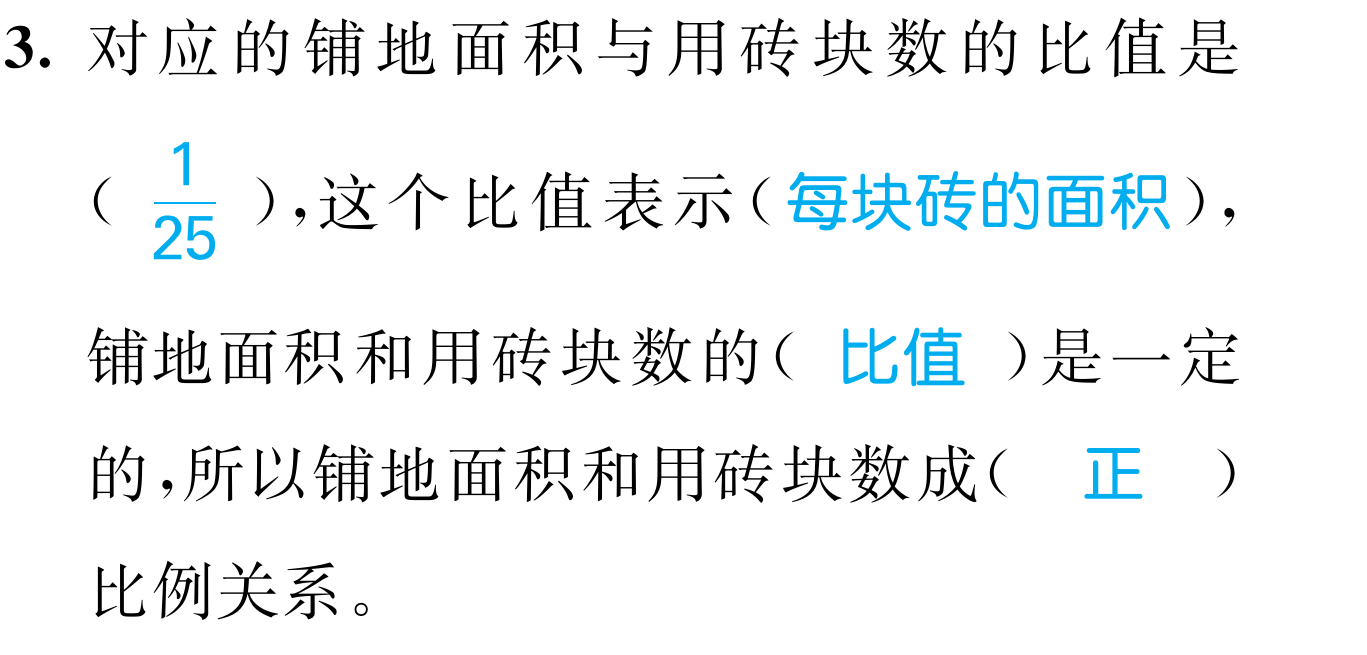 3. 对应的铺地面积与用砖块数的比值是
( 1/25 ),这个比值表示(每块砖的面积),
铺地面积和用砖块数的( 比值 )是一定
的,所以铺地面积和用砖块数成( 正 )
比例关系。